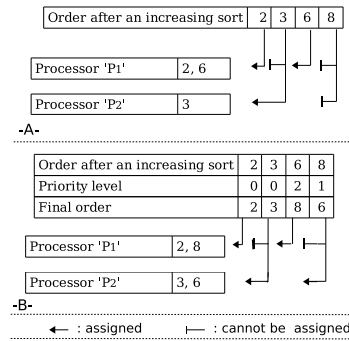 Order after an increasing sort 2 3 6 8
Processor 'P1' 2, 6
Processor 'P2' 3
-A-
Order after an increasing sort 2 3 6 8
Priority level 0 0 2 1
Final order 2 3 8 6
Processor 'P1' 2, 8
Processor 'P2' 3, 6
-B-
: assigned : cannot be assigned